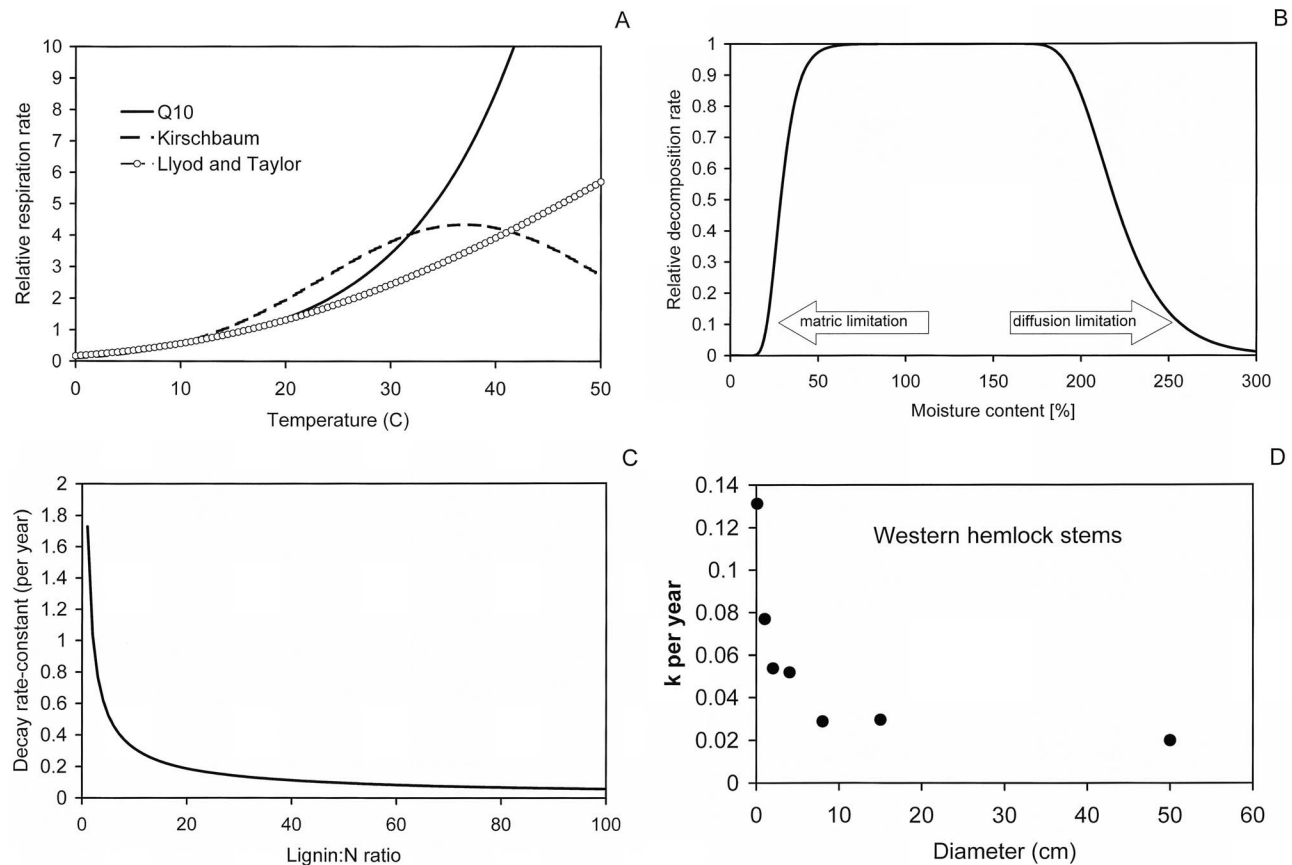 A
Relative respiration rate
10
9
8
7
6
5
4
3
2
1
0
Q10
Kirschbaum
Llyod and Taylor
0 10 20 30 40 50
Temperature (C)
B
Relative decomposition rate
1
0.9
0.8
0.7
0.6
0.5
0.4
0.3
0.2
0.1
0
matric limitation
diffusion limitation
0 50 100 150 200 250 300
Moisture content [%]
C
Decay rate-constant (per year)
2
1.8
1.6
1.4
1.2
1
0.8
0.6
0.4
0.2
0
0 20 40 60 80 100
Lignin:N ratio
D
k per year
0.14
0.12
0.1
0.08
0.06
0.04
0.02
0
Western hemlock stems
0 10 20 30 40 50 60
Diameter (cm)